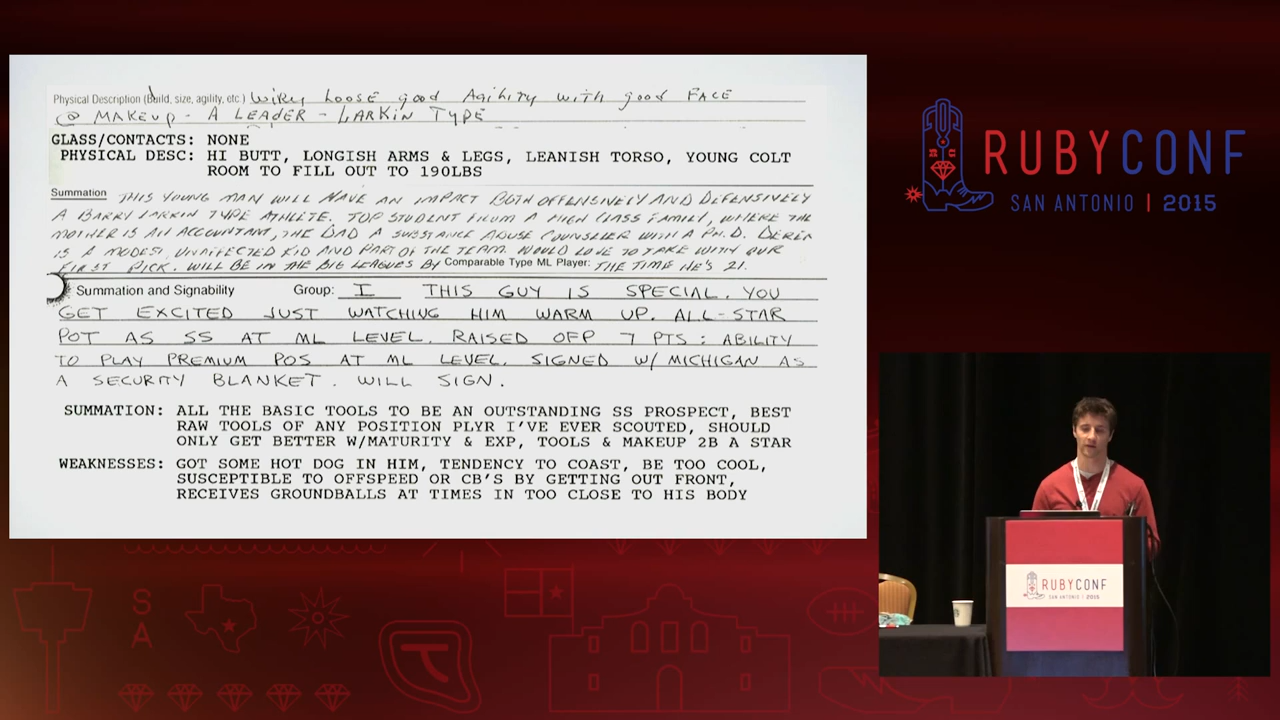 Physical Description (Build, size, agility, etc.) Wiry Loose good Agility with good FACE
@ MAKEUP - A LEADER - LARKIN TYPE
GLASS/CONTACTS: NONE
PHYSICAL DESC: HI BUTT, LONGISH ARMS & LEGS, LEANISH TORSO, YOUNG COLT
ROOM TO FILL OUT TO 190LBS
Summation THIS YOUNG MAN WILL HAVE AN IMPACT BOTH OFFENSIVELY AND DEFENSIVELY
A BARRY LARKIN TYPE ATHLETE. TOP STUDENT FROM A HIGH CLASS FAMILY, WHERE THE
MOTHER IS AN ACCOUNTANT, THE DAD A SUBSTANCE ABUSE COUNSELER WITH A PH.D. DEREK
IS A MODEST, UNAFFECTED KID AND PART OF THE TEAM. WOULD LOVE TO TAKE WITH OUR
FIRST PICK. WILL BE IN THE BIG LEAGUES BY Comparable Type ML Player: THE TIME HE'S 21.
Summation and Signability Group: I THIS GUY IS SPECIAL. YOU
GET EXCITED JUST WATCHING HIM WARM UP. ALL-STAR
POT AS SS AT ML LEVEL. RAISED OFP 7 PTS: ABILITY
TO PLAY PREMIUM POS AT ML LEVEL. SIGNED W/ MICHIGAN AS
A SECURITY BLANKET. WILL SIGN.
SUMMATION: ALL THE BASIC TOOLS TO BE AN OUTSTANDING SS PROSPECT, BEST
RAW TOOLS OF ANY POSITION PLYR I'VE EVER SCOUTED, SHOULD
ONLY GET BETTER W/MATURITY & EXP, TOOLS & MAKEUP 2B A STAR
WEAKNESSES: GOT SOME HOT DOG IN HIM, TENDENCY TO COAST, BE TOO COOL,
SUSCEPTIBLE TO OFFSPEED OR CB'S BY GETTING OUT FRONT,
RECEIVES GROUNDBALLS AT TIMES IN TOO CLOSE TO HIS BODY
RUBYCONF
SAN ANTONIO | 2015
RUBYCONF
SAN ANTONIO | 2015
S
A